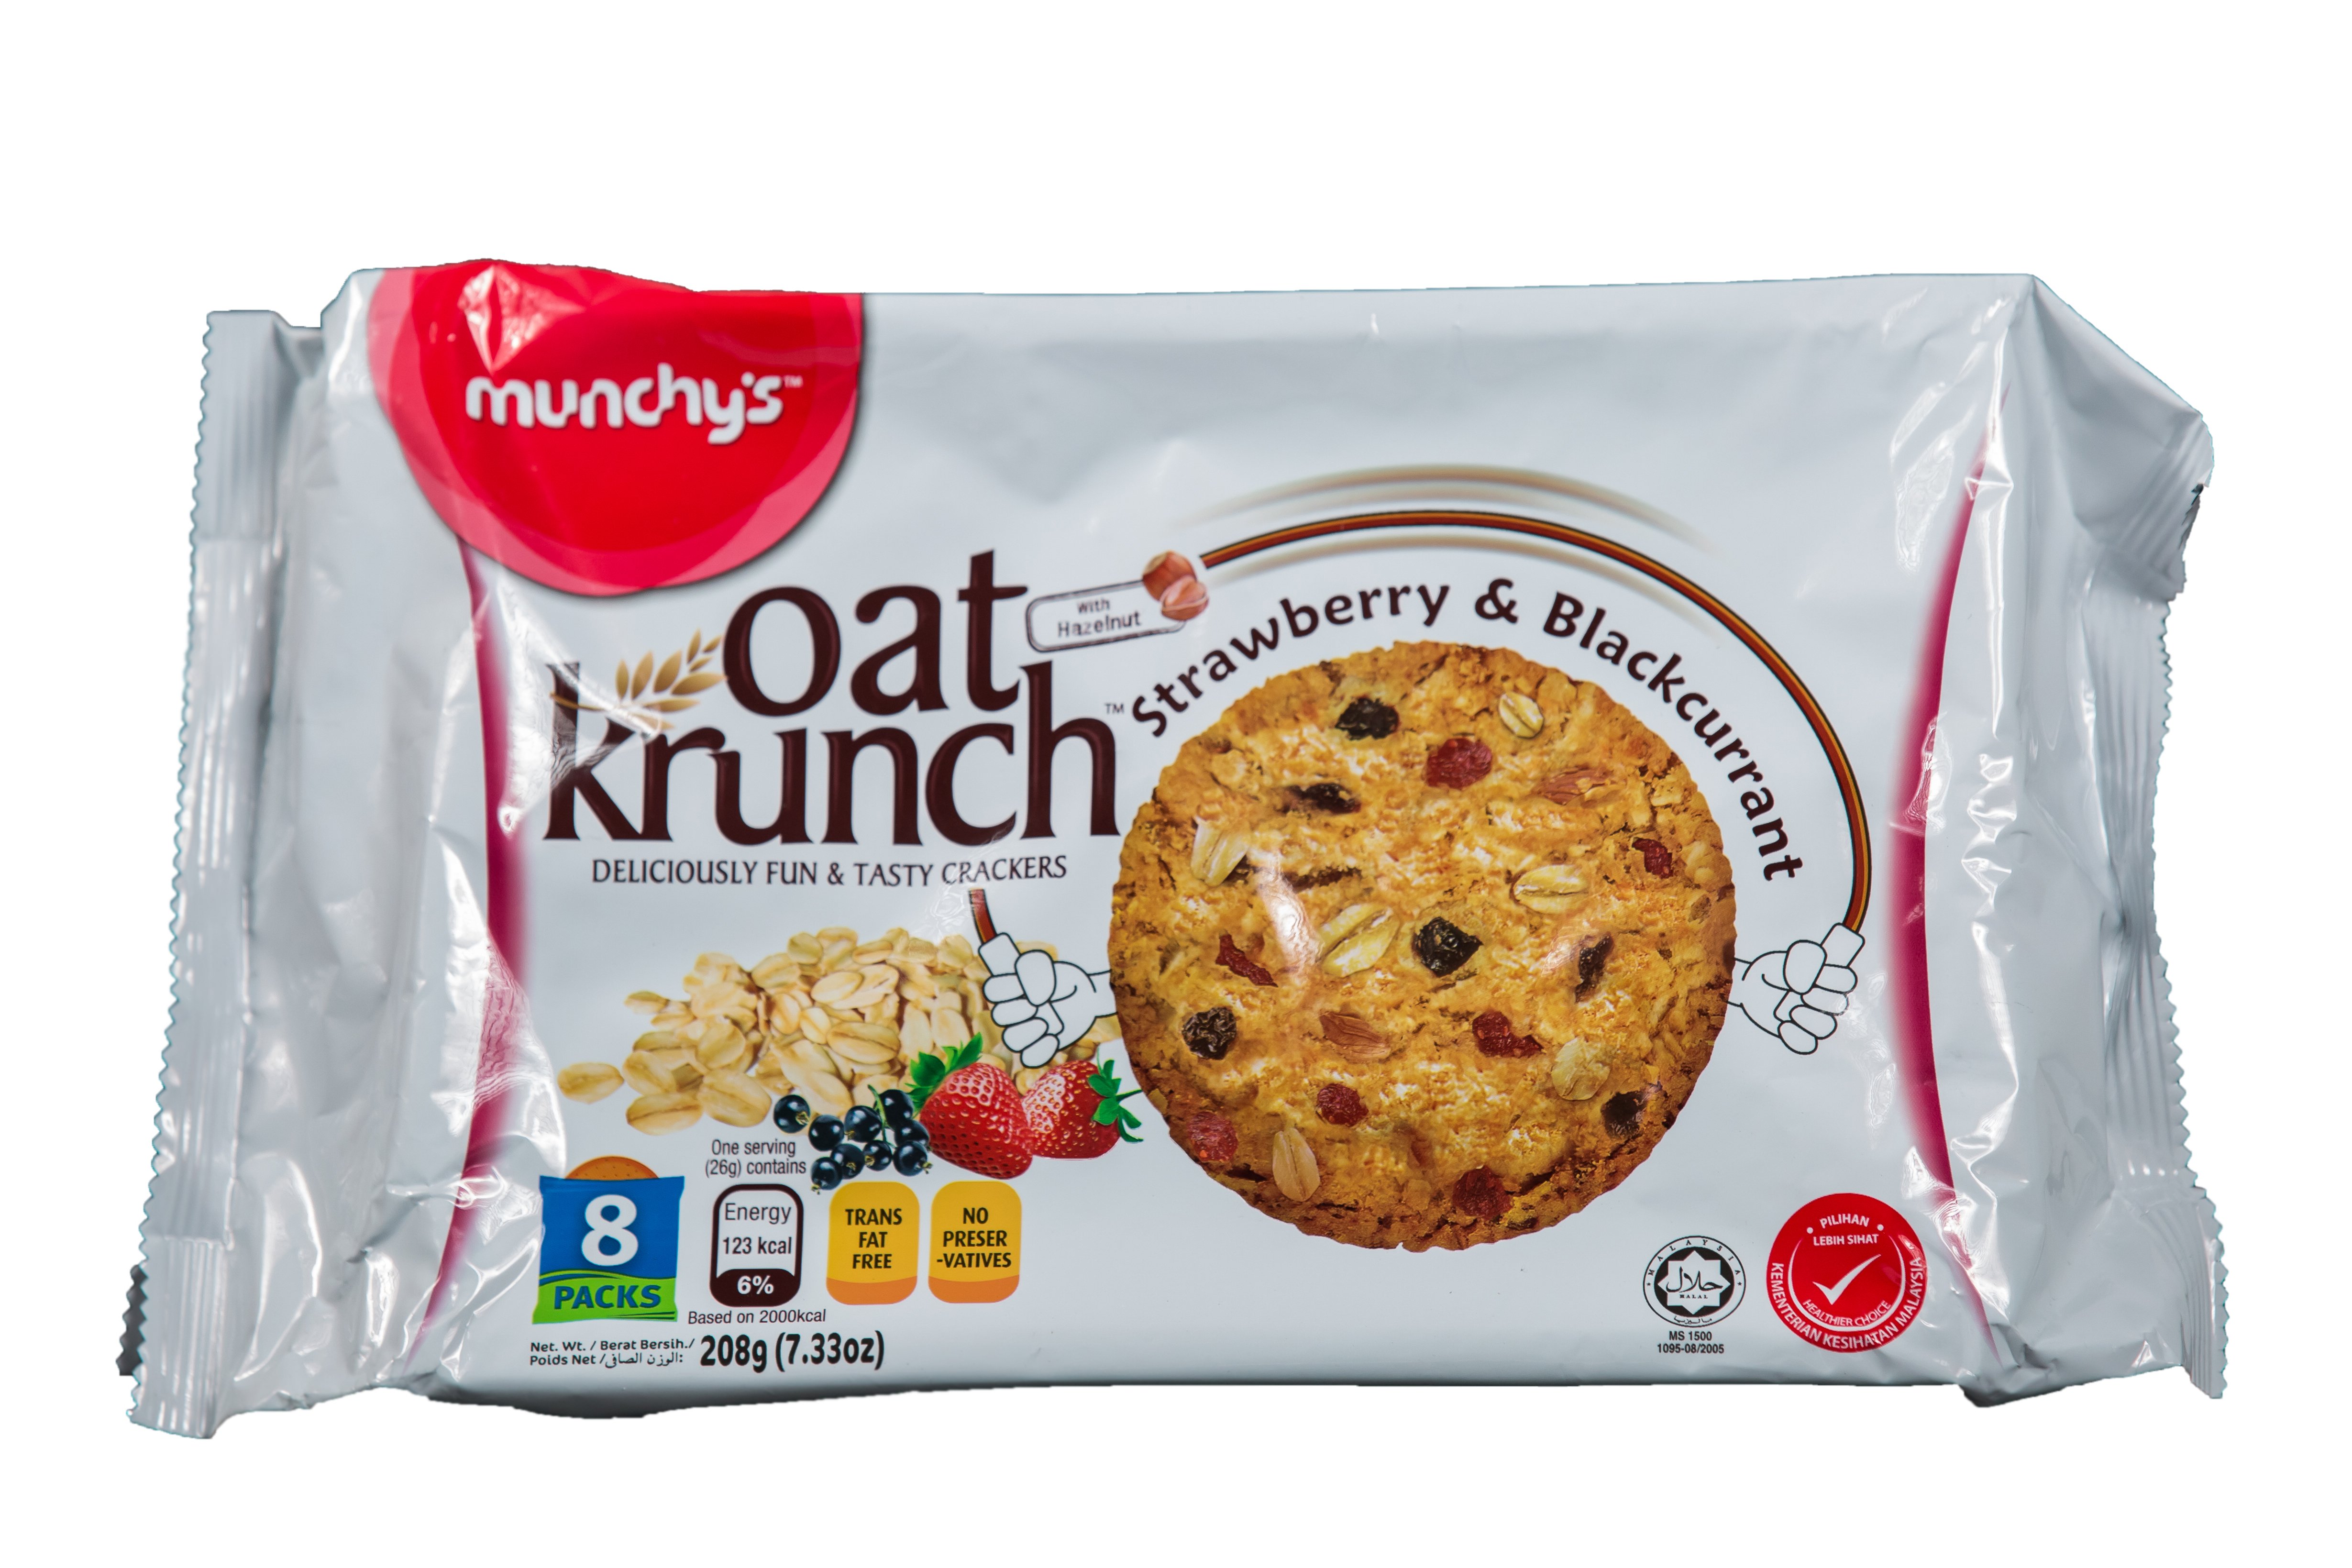 munchy's™
oat
krunch™
With
Hazelnut
Strawberry & Blackcurrant
DELICIOUSLY FUN & TASTY CRACKERS
One serving
(26g) contains
8
PACKS
Energy
123 kcal
6%
Based on 2000kcal
TRANS
FAT
FREE
NO
PRESER
-VATIVES
Net. Wt. / Berat Bersih./
Poids Net /الوزن الصافي:
208g (7.33oz)
MALAYSIA
حلال
HALAL
ماليزيا
MS 1500
1095-08/2005
PILIHAN
LEBIH SIHAT
HEALTHIER CHOICE
KEMENTERIAN KESIHATAN MALAYSIA